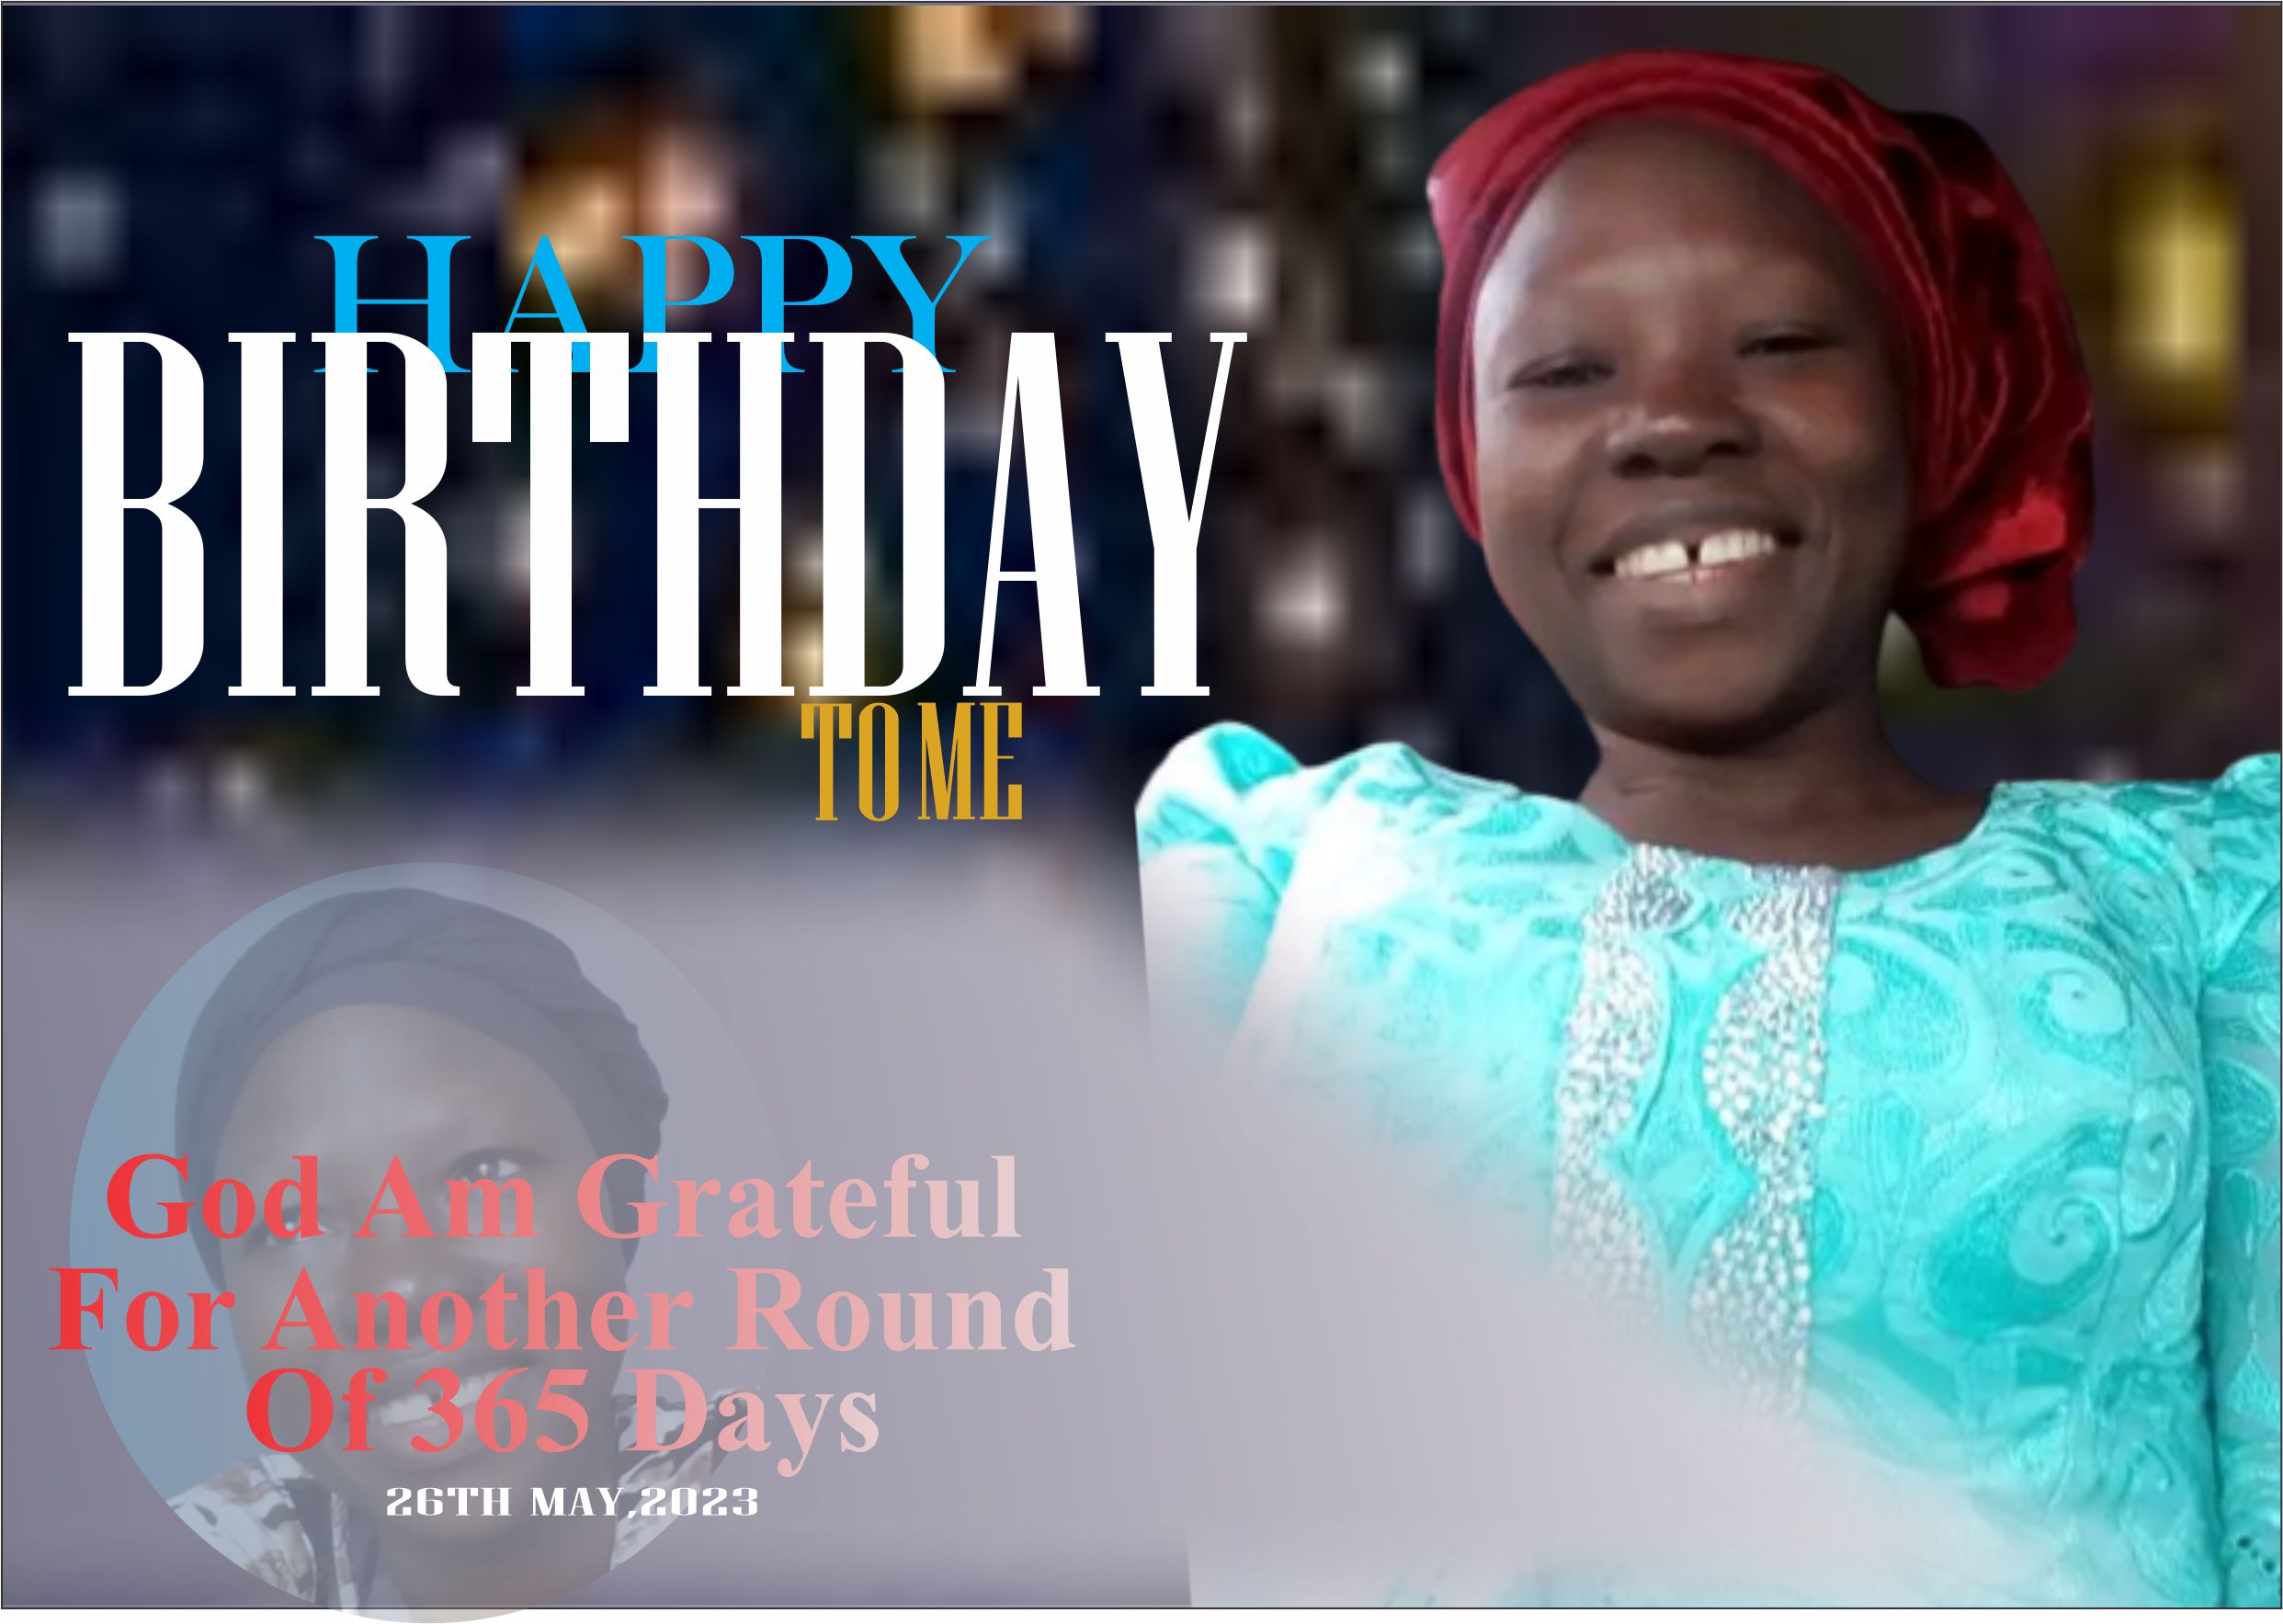 HAPPY
BIRTHDAY
TO ME
God Am Grateful
For Another Round
Of 365 Days
26TH MAY,2023